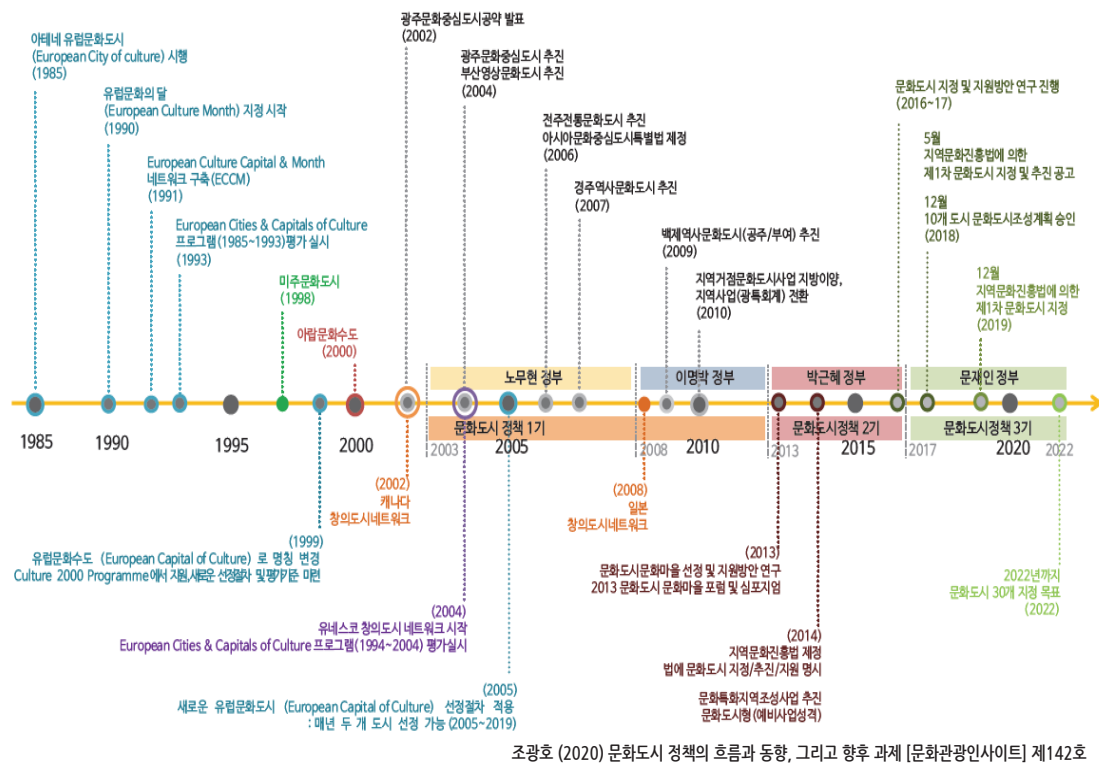 광주문화중심도시공약 발표
(2002)
아테네 유럽문화도시
(European City of culture) 시행
(1985)
광주문화중심도시 추진
부산영상문화도시 추진
(2004)
유럽문화의 달
(European Culture Month) 지정 시작
(1990)
문화도시 지정 및 지원방안 연구 진행
(2016~17)
전주전통문화도시 추진
아시아문화중심도시특별법 제정
(2006)
5월
지역문화진흥법에 의한
제1차 문화도시 지정 및 추진 공고
European Culture Capital & Month
네트워크 구축(ECCM)
(1991)
경주역사문화도시 추진
(2007)
12월
10개 도시 문화도시조성계획 승인
(2018)
European Cities & Capitals of Culture
프로그램(1985~1993)평가 실시
(1993)
백제역사문화도시(공주/부여) 추진
(2009)
미주문화도시
(1998)
지역거점문화도시사업 지방이양,
지역사업(광특회계) 전환
(2010)
12월
지역문화진흥법에 의한
제1차 문화도시 지정
(2019)
아랍문화수도
(2000)
노무현 정부
이명박 정부
박근혜 정부
문재인 정부
문화도시 정책 1기
문화도시정책 2기
문화도시정책 3기
1985
1990
1995
2000
2003
2005
2008
2010
2013
2015
2017
2020
2022
(2002)
캐나다
창의도시네트워크
(2008)
일본
창의도시네트워크
(1999)
유럽문화수도 (European Capital of Culture) 로 명칭 변경
Culture 2000 Programme에서 지원,새로운 선정절차 및 평가기준 마련
(2013)
문화도시문화마을 선정 및 지원방안 연구
2013 문화도시 문화마을 포럼 및 심포지엄
2022년까지
문화도시 30개 지정 목표
(2022)
(2004)
유네스코 창의도시 네트워크 시작
European Cities & Capitals of Culture 프로그램(1994~2004) 평가실시
(2014)
지역문화진흥법 제정
법에 문화도시 지정/추진/지원 명시
문화특화지역조성사업 추진
문화도시형(예비사업성격)
(2005)
새로운 유럽문화도시 (European Capital of Culture) 선정절차 적용
: 매년 두 개 도시 선정 가능(2005~2019)
조광호 (2020) 문화도시 정책의 흐름과 동향, 그리고 향후 과제 [문화관광인사이트] 제142호